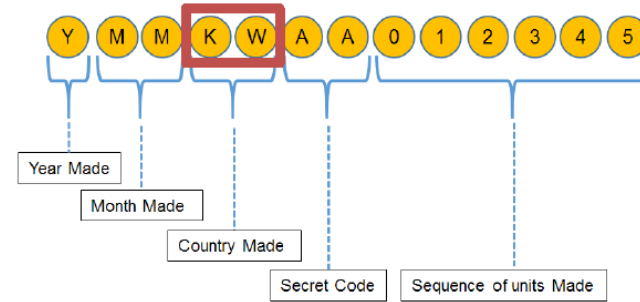 Y M M K W A A 0 1 2 3 4 5
Year Made
Month Made
Country Made
Secret Code
Sequence of units Made